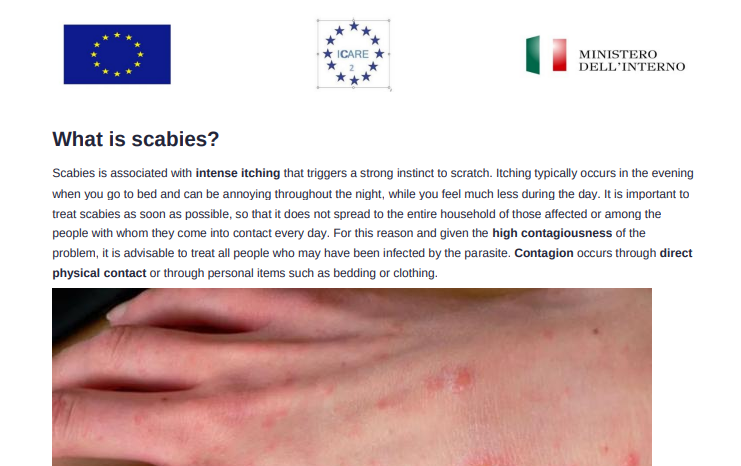 ICARE
2
MINISTERO
DELL'INTERNO
What is scabies?
Scabies is associated with intense itching that triggers a strong instinct to scratch. Itching typically occurs in the evening
when you go to bed and can be annoying throughout the night, while you feel much less during the day. It is important to
treat scabies as soon as possible, so that it does not spread to the entire household of those affected or among the
people with whom they come into contact every day. For this reason and given the high contagiousness of the
problem, it is advisable to treat all people who may have been infected by the parasite. Contagion occurs through direct
physical contact or through personal items such as bedding or clothing.